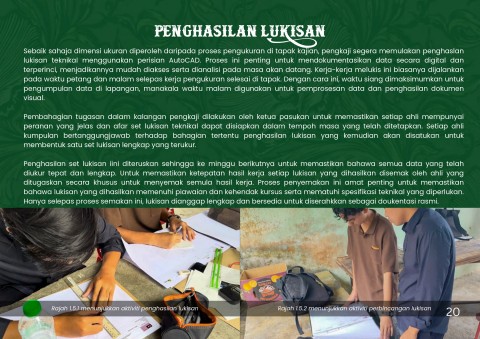 PENGHASILAN LUKISAN
Sebaik sahaja dimensi ukuran diperoleh daripada proses pengukuran di tapak kajian, pengkaji segera memulakan penghasilan
lukisan teknikal menggunakan perisian AutoCAD. Proses ini penting untuk mendokumentasikan data secara digital dan
terperinci, menjadikannya mudah diakses serta dianalisi pada masa akan datang. Kerja-kerja melukis ini biasanya dijalankan
pada waktu petang dan malam selepas kerja pengukuran selesai di tapak. Dengan cara ini, waktu siang dimaksimumkan untuk
pengumpulan data di lapangan, manakala waktu malam digunakan untuk pemprosesan data dan penghasilan dokumen
visual.
Pembahagian tugasan dalam kalangan pengkaji dilakukan oleh ketua pasukan untuk memastikan setiap ahli mempunyai
peranan yang jelas dan afar set lukisan teknikal dapat disiapkan dalam tempoh masa yang telah ditetapkan. Setiap ahli
kumpulan bertanggungjawab terhadap bahagian tertentu penghasilan lukisan yang kemudian akan disatukan untuk
membentuk satu set lukisan lengkap yang terukur.
Penghasilan set lukisan iini diteruskan sehingga ke minggu berikutnya untuk memastikan bahawa semua data yang telah
diukur tepat dan lengkap. Untuk memastikan ketepatan hasil kerja setiap lukisan yang dihasilkan disemak oleh ahli yang
ditugaskan secara khusus untuk menyemak semula hasil kerja. Proses penyemakan ini amat penting untuk memastikan
bahawa lukisan yang dihasilkan memenuhi piawaian dan kehendak kursus serta mematuhi spesifikasi teknikal yang diperlukan.
Hanya selepas proses semakan ini, lukisan dianggap lengkap dan bersedia untuk diserahkkan sebagai doukentasi rasmi.
Rajah 1.5.1 menunjukkan aktiviti penghasilan lukisan
Rajah 1.5.2 menunjukkan aktiviti perbincangan lukisan
20